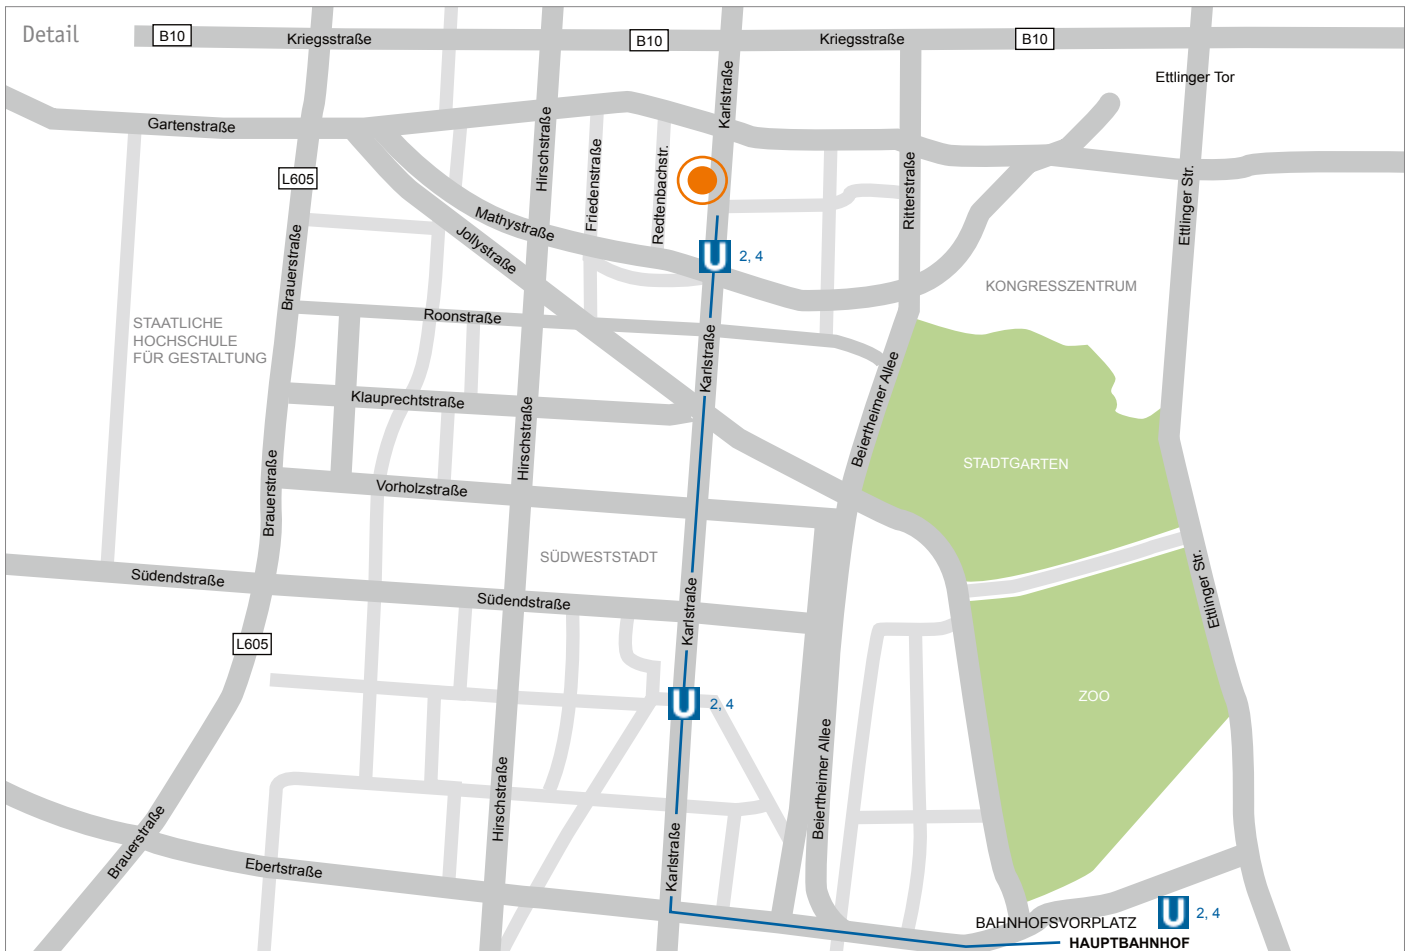 Detail
B10
Kriegsstraße
B10
Kriegsstraße
B10
Ettlinger Tor
Karlstraße
Gartenstraße
Hirschstraße
Friedenstraße
Redtenbachstr.
Ritterstraße
Ettlinger Str.
L605
Mathystraße
Jollystraße
Brauerstraße
U 2, 4
KONGRESSZENTRUM
STAATLICHE
HOCHSCHULE
FÜR GESTALTUNG
Roonstraße
Karlstraße
Beiertheimer Allee
Klauprechtstraße
Hirschstraße
STADTGARTEN
Brauerstraße
Vorholzstraße
SÜDWESTSTADT
Südendstraße
Südendstraße
Karlstraße
Ettlinger Str.
L605
U 2, 4
ZOO
Beiertheimer Allee
Hirschstraße
Brauerstraße
Karlstraße
Ebertstraße
U 2, 4
BAHNHOFSVORPLATZ
HAUPTBAHNHOF